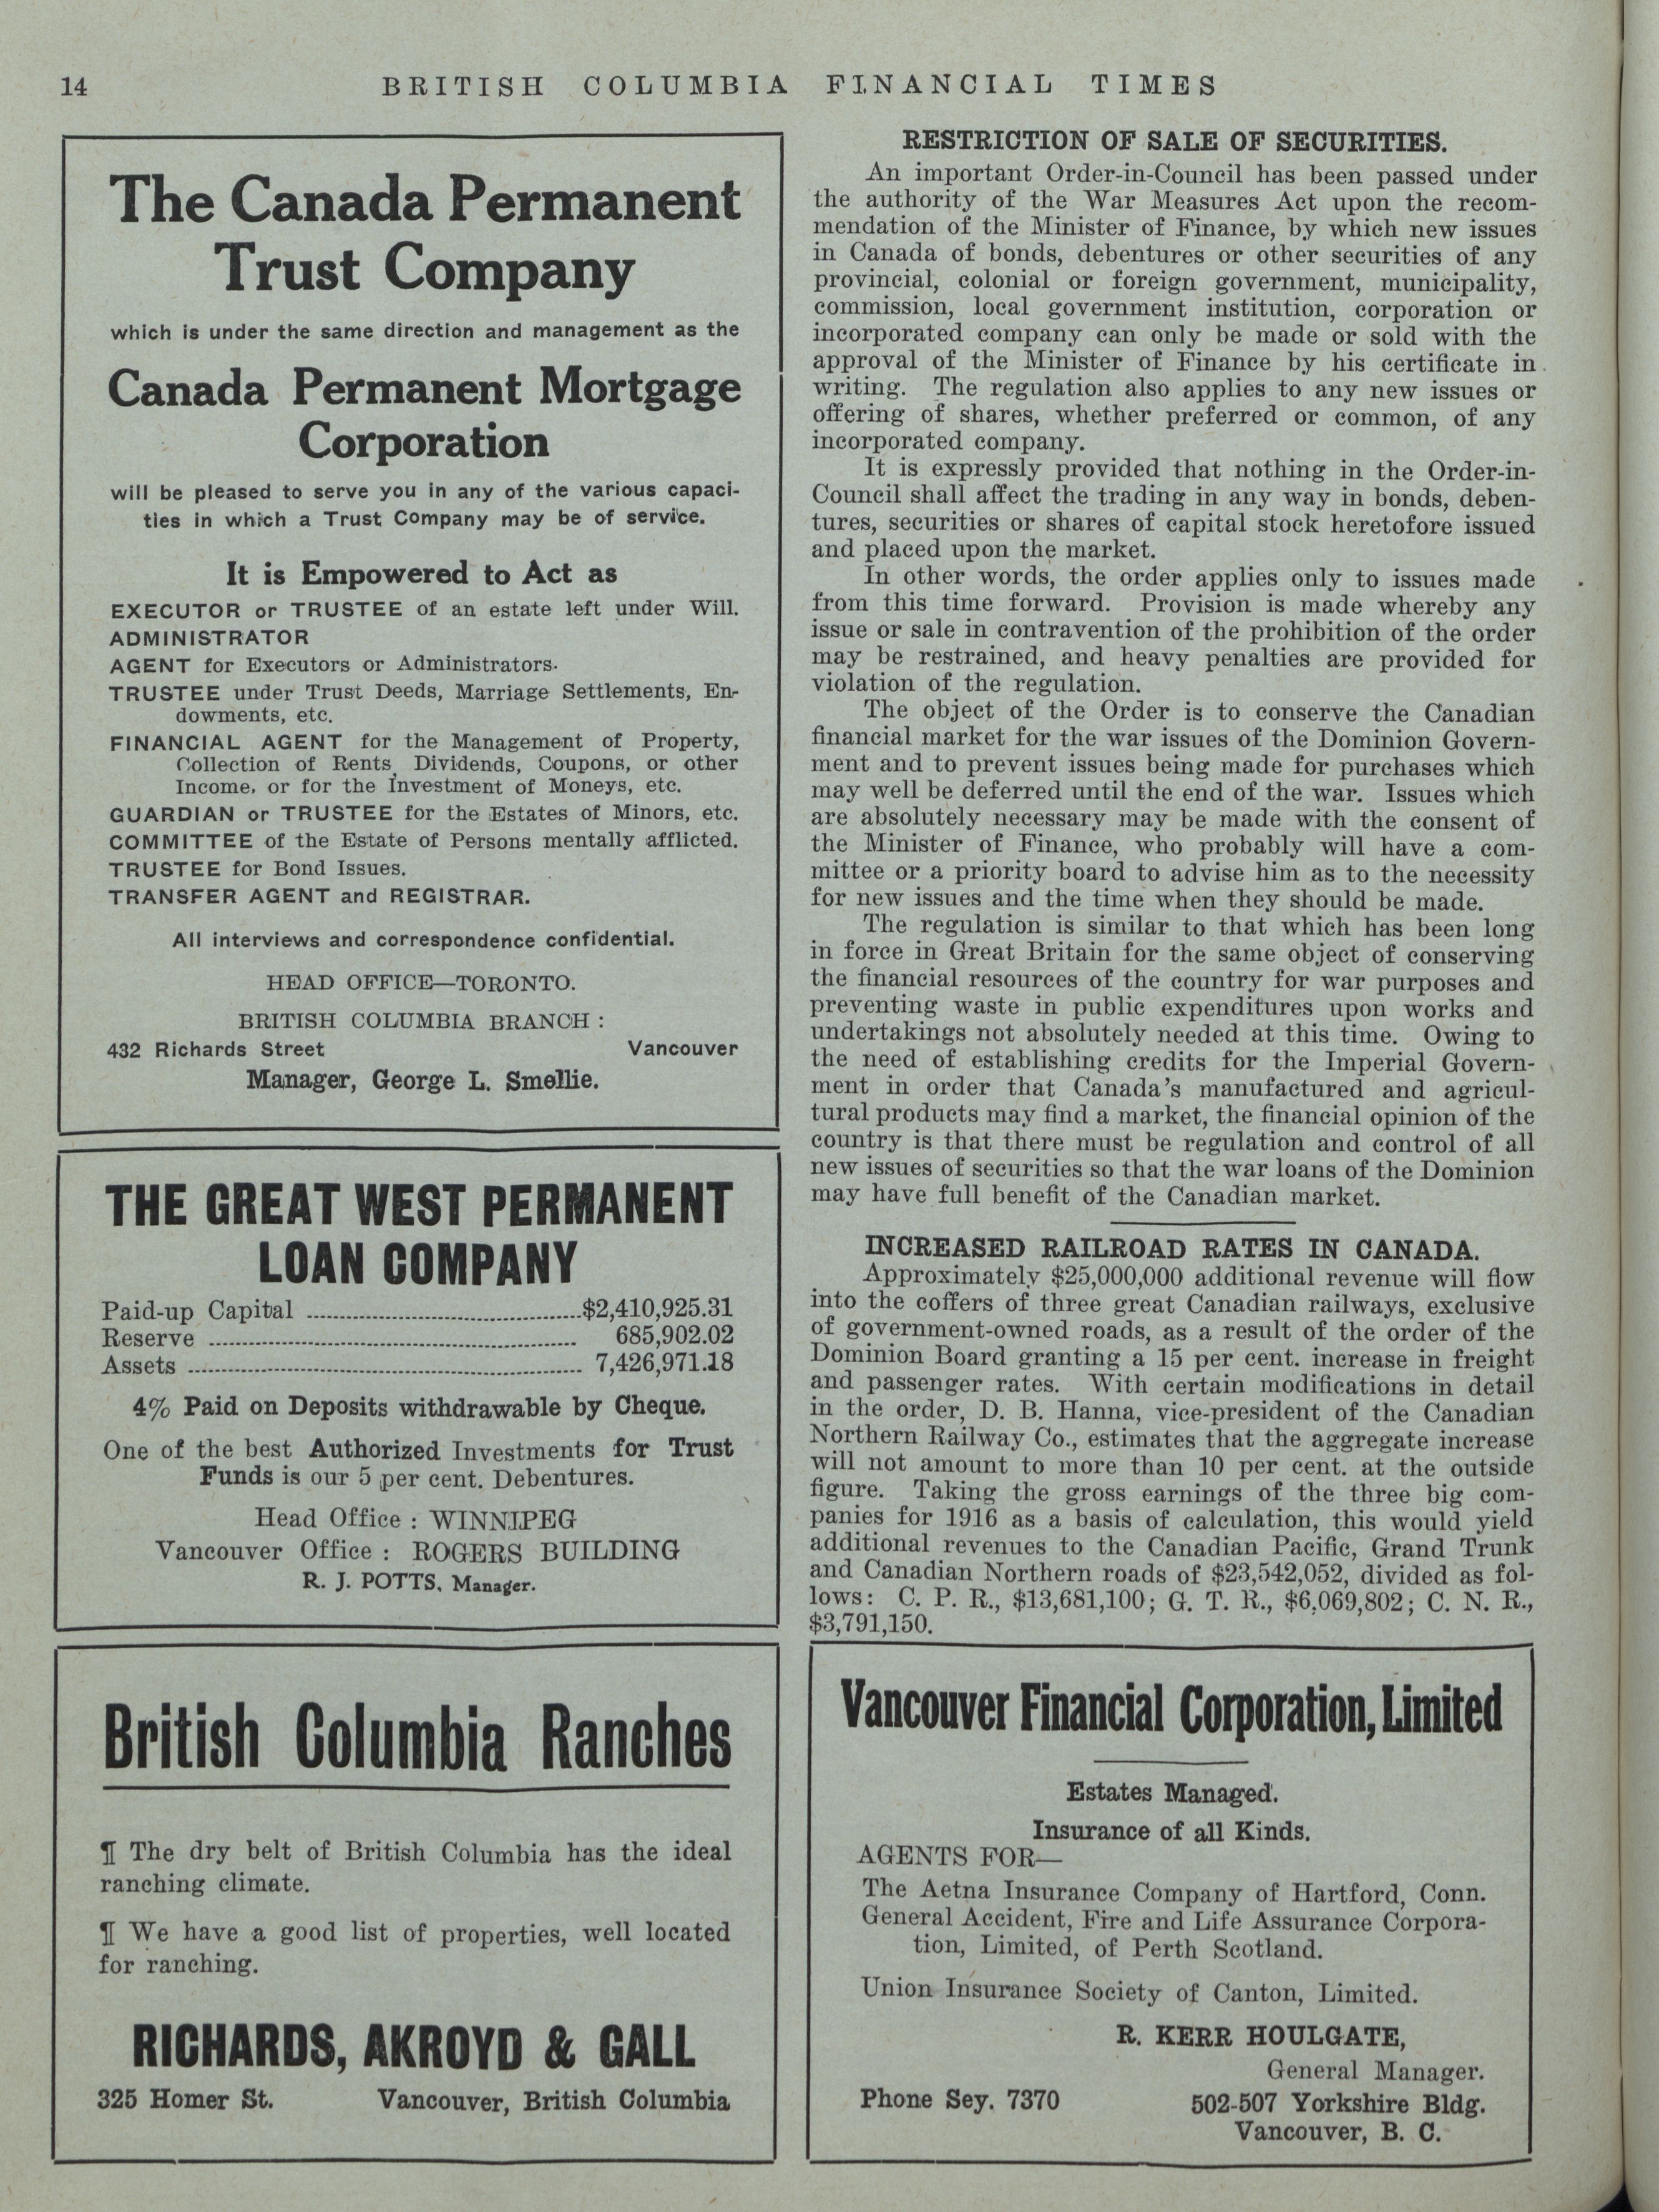 14
BRITISH COLUMBIA FINANCIAL TIMES
The Canada Permanent
Trust Company
which is under the same direction and management as the
Canada Permanent Mortgage
Corporation
will be pleased to serve you in any of the various capaci-
ties in which a Trust Company may be of service.
It is Empowered to Act as
EXECUTOR or TRUSTEE of an estate left under Will.
ADMINISTRATOR
AGENT for Executors or Administrators.
TRUSTEE under Trust Deeds, Marriage Settlements, En-
dowments, etc.
FINANCIAL AGENT for the Management of Property,
Collection of Rents, Dividends, Coupons, or other
Income, or for the Investment of Moneys, etc.
GUARDIAN or TRUSTEE for the Estates of Minors, etc.
COMMITTEE of the Estate of Persons mentally afflicted.
TRUSTEE for Bond Issues.
TRANSFER AGENT and REGISTRAR.
All interviews and correspondence confidential.
HEAD OFFICE—TORONTO.
BRITISH COLUMBIA BRANCH :
432 Richards Street Vancouver
Manager, George L. Smellie.
THE GREAT WEST PERMANENT
LOAN COMPANY
Paid-up Capital ........ $2,410,925.31
Reserve ........ 685,902.02
Assets ........ 7,426,971.18
4% Paid on Deposits withdrawable by Cheque.
One of the best Authorized Investments for Trust
Funds is our 5 per cent. Debentures.
Head Office : WINNIPEG
Vancouver Office : ROGERS BUILDING
R. J. POTTS, Manager.
British Columbia Ranches
¶ The dry belt of British Columbia has the ideal
ranching climate.
¶ We have a good list of properties, well located
for ranching.
RICHARDS, AKROYD & GALL
325 Homer St. Vancouver, British Columbia
RESTRICTION OF SALE OF SECURITIES.
An important Order-in-Council has been passed under
the authority of the War Measures Act upon the recom-
mendation of the Minister of Finance, by which new issues
in Canada of bonds, debentures or other securities of any
provincial, colonial or foreign government, municipality,
commission, local government institution, corporation or
incorporated company can only be made or sold with the
approval of the Minister of Finance by his certificate in
writing. The regulation also applies to any new issues or
offering of shares, whether preferred or common, of any
incorporated company.
It is expressly provided that nothing in the Order-in-
Council shall affect the trading in any way in bonds, deben-
tures, securities or shares of capital stock heretofore issued
and placed upon the market.
In other words, the order applies only to issues made
from this time forward. Provision is made whereby any
issue or sale in contravention of the prohibition of the order
may be restrained, and heavy penalties are provided for
violation of the regulation.
The object of the Order is to conserve the Canadian
financial market for the war issues of the Dominion Govern-
ment and to prevent issues being made for purchases which
may well be deferred until the end of the war. Issues which
are absolutely necessary may be made with the consent of
the Minister of Finance, who probably will have a com-
mittee or a priority board to advise him as to the necessity
for new issues and the time when they should be made.
The regulation is similar to that which has been long
in force in Great Britain for the same object of conserving
the financial resources of the country for war purposes and
preventing waste in public expenditures upon works and
undertakings not absolutely needed at this time. Owing to
the need of establishing credits for the Imperial Govern-
ment in order that Canada's manufactured and agricul-
tural products may find a market, the financial opinion of the
country is that there must be regulation and control of all
new issues of securities so that the war loans of the Dominion
may have full benefit of the Canadian market.
INCREASED RAILROAD RATES IN CANADA.
Approximately $25,000,000 additional revenue will flow
into the coffers of three great Canadian railways, exclusive
of government-owned roads, as a result of the order of the
Dominion Board granting a 15 per cent. increase in freight
and passenger rates. With certain modifications in detail
in the order, D. B. Hanna, vice-president of the Canadian
Northern Railway Co., estimates that the aggregate increase
will not amount to more than 10 per cent. at the outside
figure. Taking the gross earnings of the three big com-
panies for 1916 as a basis of calculation, this would yield
additional revenues to the Canadian Pacific, Grand Trunk
and Canadian Northern roads of $23,542,052, divided as fol-
lows: C. P. R., $13,681,100; G. T. R., $6,069,802; C. N. R.,
$3,791,150.
Vancouver Financial Corporation, Limited
Estates Managed.
Insurance of all Kinds.
AGENTS FOR—
The Aetna Insurance Company of Hartford, Conn.
General Accident, Fire and Life Assurance Corpora-
tion, Limited, of Perth Scotland.
Union Insurance Society of Canton, Limited.
R. KERR HOULGATE,
General Manager.
Phone Sey. 7370 502-507 Yorkshire Bldg.
Vancouver, B. C.